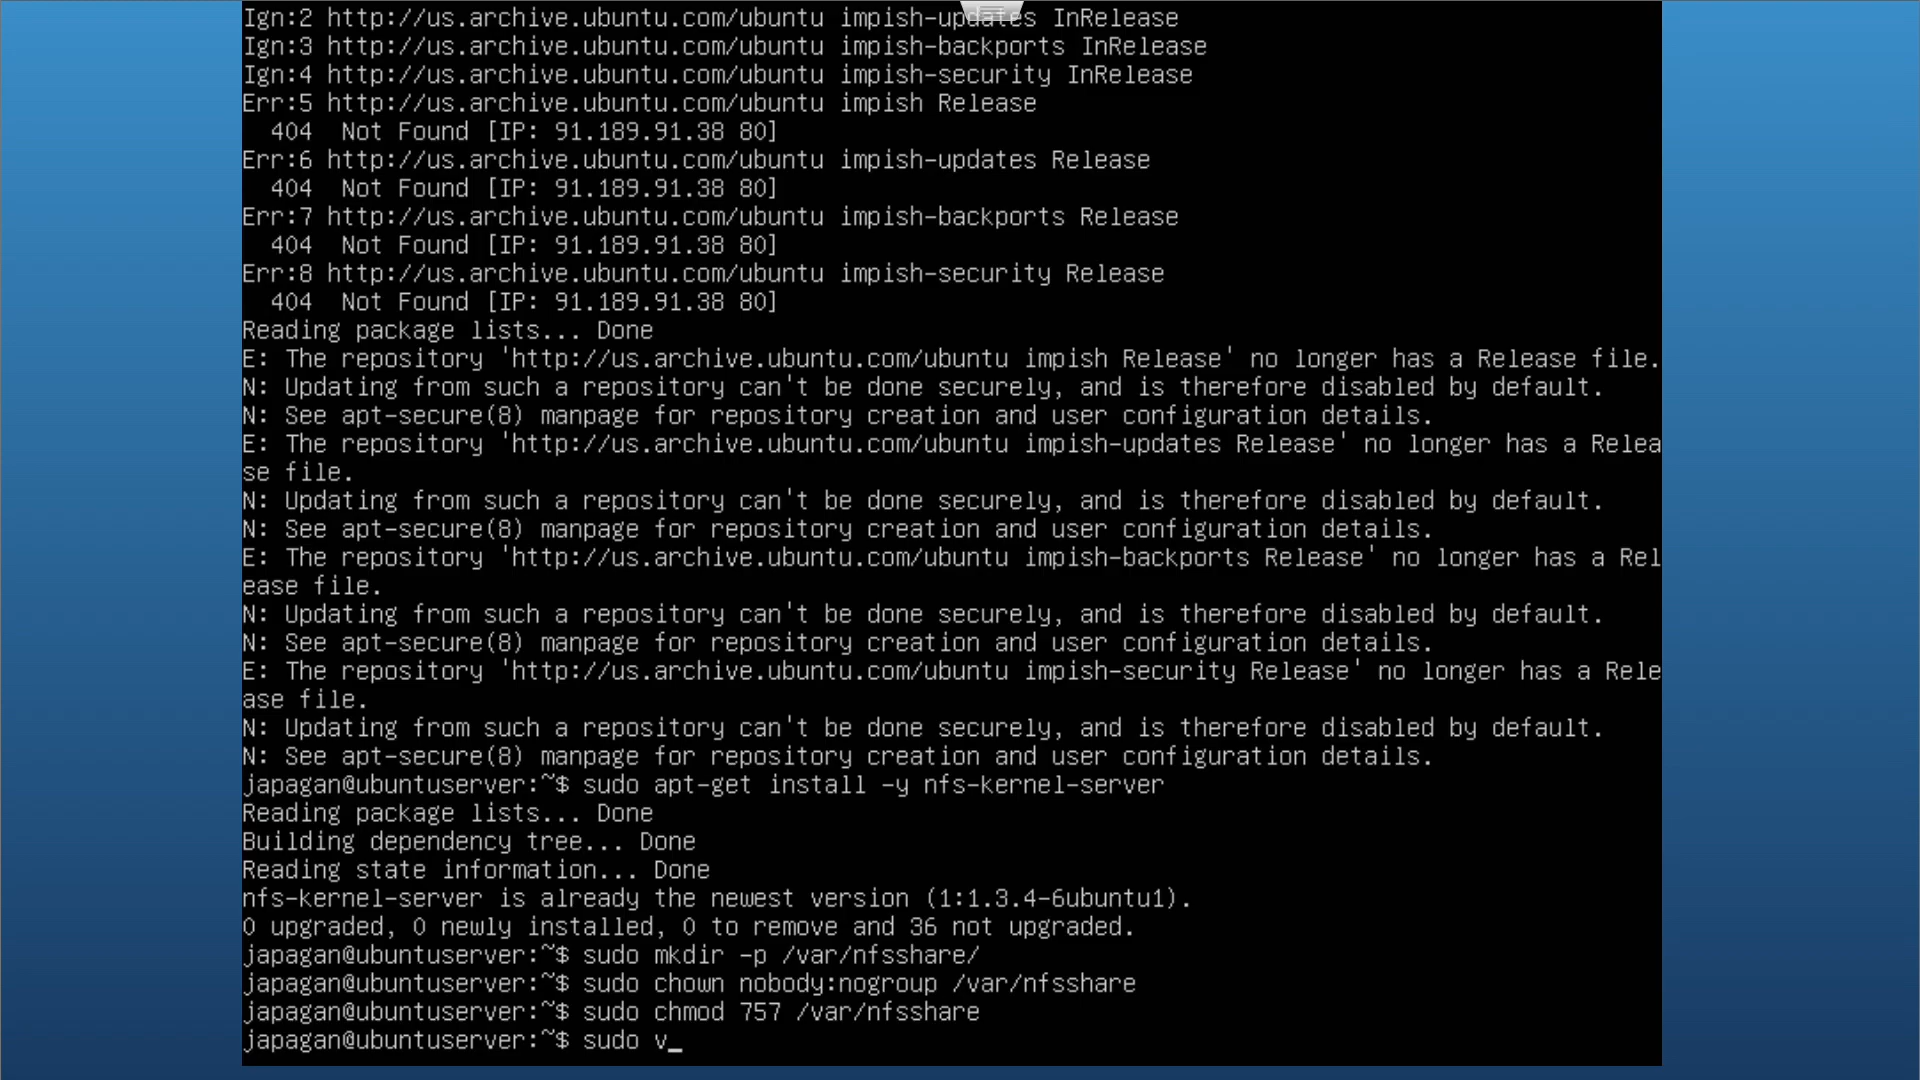 Ign:2 http://us.archive.ubuntu.com/ubuntu impish-updates InRelease
Ign:3 http://us.archive.ubuntu.com/ubuntu impish-backports InRelease
Ign:4 http://us.archive.ubuntu.com/ubuntu impish-security InRelease
Err:5 http://us.archive.ubuntu.com/ubuntu impish Release
  404  Not Found [IP: 91.189.91.38 80]
Err:6 http://us.archive.ubuntu.com/ubuntu impish-updates Release
  404  Not Found [IP: 91.189.91.38 80]
Err:7 http://us.archive.ubuntu.com/ubuntu impish-backports Release
  404  Not Found [IP: 91.189.91.38 80]
Err:8 http://us.archive.ubuntu.com/ubuntu impish-security Release
  404  Not Found [IP: 91.189.91.38 80]
Reading package lists... Done
E: The repository 'http://us.archive.ubuntu.com/ubuntu impish Release' no longer has a Release file.
N: Updating from such a repository can't be done securely, and is therefore disabled by default.
N: See apt-secure(8) manpage for repository creation and user configuration details.
E: The repository 'http://us.archive.ubuntu.com/ubuntu impish-updates Release' no longer has a Relea
se file.
N: Updating from such a repository can't be done securely, and is therefore disabled by default.
N: See apt-secure(8) manpage for repository creation and user configuration details.
E: The repository 'http://us.archive.ubuntu.com/ubuntu impish-backports Release' no longer has a Rel
ease file.
N: Updating from such a repository can't be done securely, and is therefore disabled by default.
N: See apt-secure(8) manpage for repository creation and user configuration details.
E: The repository 'http://us.archive.ubuntu.com/ubuntu impish-security Release' no longer has a Rele
ase file.
N: Updating from such a repository can't be done securely, and is therefore disabled by default.
N: See apt-secure(8) manpage for repository creation and user configuration details.
japagan@ubuntuserver:~$ sudo apt-get install -y nfs-kernel-server
Reading package lists... Done
Building dependency tree... Done
Reading state information... Done
nfs-kernel-server is already the newest version (1:1.3.4-6ubuntu1).
0 upgraded, 0 newly installed, 0 to remove and 36 not upgraded.
japagan@ubuntuserver:~$ sudo mkdir -p /var/nfsshare/
japagan@ubuntuserver:~$ sudo chown nobody:nogroup /var/nfsshare
japagan@ubuntuserver:~$ sudo chmod 757 /var/nfsshare
japagan@ubuntuserver:~$ sudo v_